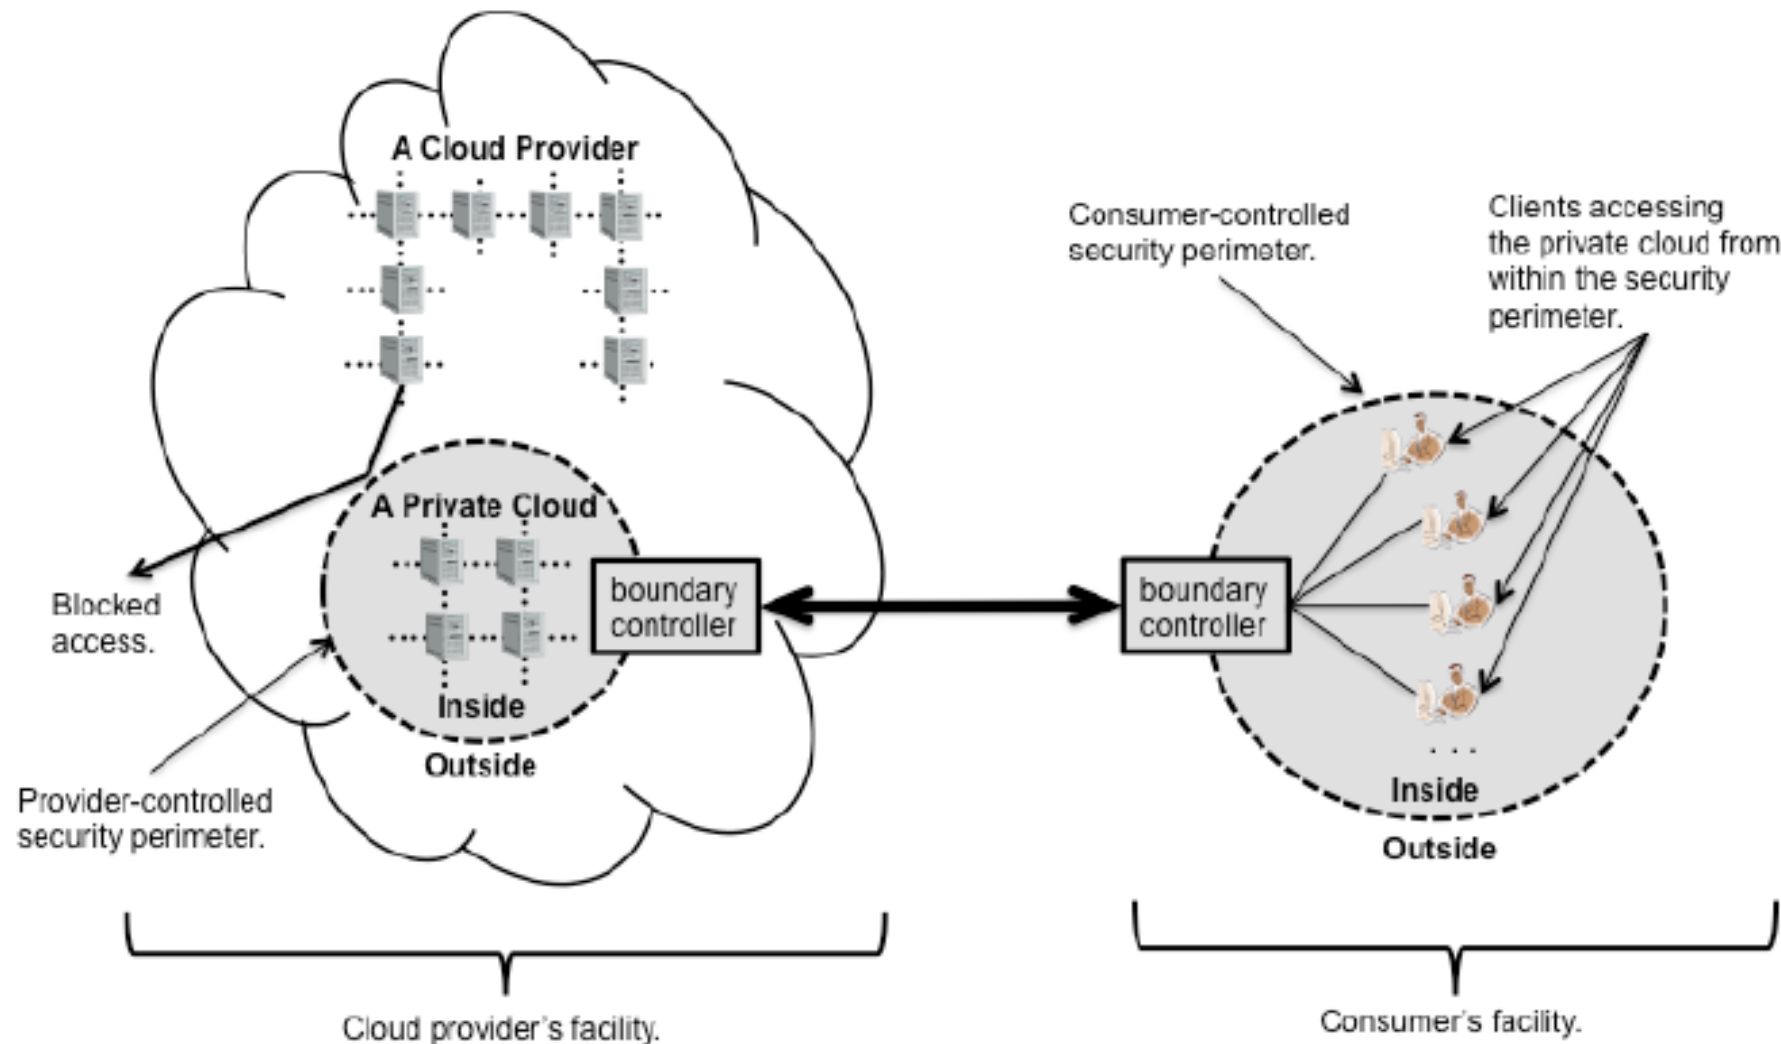 A Cloud Provider
Consumer-controlled
security perimeter.
Clients accessing
the private cloud from
within the security
perimeter.
A Private Cloud
boundary
controller
boundary
controller
Blocked
access.
Inside
Outside
Provider-controlled
security perimeter.
Inside
Outside
Cloud provider's facility.
Consumer's facility.